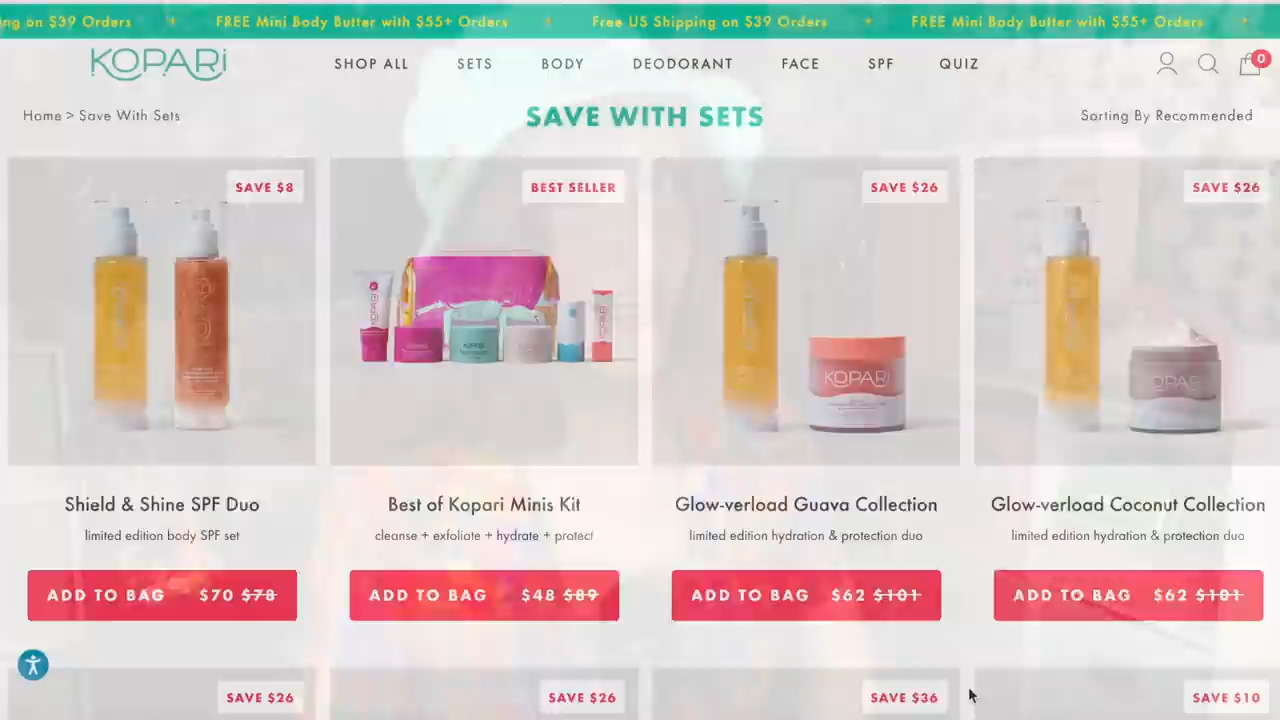 ng on $39 Orders
FREE Mini Body Butter with $55+ Orders
Free US Shipping on $39 Orders
FREE Mini Body Butter with $55+ Orders
KOPARI
SHOP ALL
SETS
BODY
DEODORANT
FACE
SPF
QUIZ
0
Home > Save With Sets
SAVE WITH SETS
Sorting By Recommended
SAVE $8
BEST SELLER
SAVE $26
SAVE $26
KOPARI
KOPARI
KOPARI
KOPARI
KOPARI
KOPARI
Shield & Shine SPF Duo
Best of Kopari Minis Kit
Glow-verload Guava Collection
Glow-verload Coconut Collection
limited edition body SPF set
cleanse + exfoliate + hydrate + protect
limited edition hydration & protection duo
limited edition hydration & protection duo
ADD TO BAG $70 $78
ADD TO BAG $48 $89
ADD TO BAG $62 $101
ADD TO BAG $62 $101
SAVE $26
SAVE $26
SAVE $36
SAVE $10